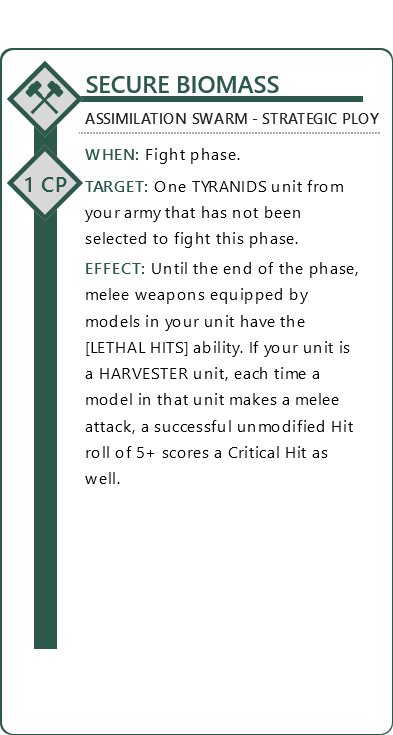 SECURE BIOMASS
ASSIMILATION SWARM - STRATEGIC PLOY
WHEN: Fight phase.
1 CP
TARGET: One TYRANIDS unit from
your army that has not been
selected to fight this phase.
EFFECT: Until the end of the phase,
melee weapons equipped by
models in your unit have the
[LETHAL HITS] ability. If your unit is
a HARVESTER unit, each time a
model in that unit makes a melee
attack, a successful unmodified Hit
roll of 5+ scores a Critical Hit as
well.